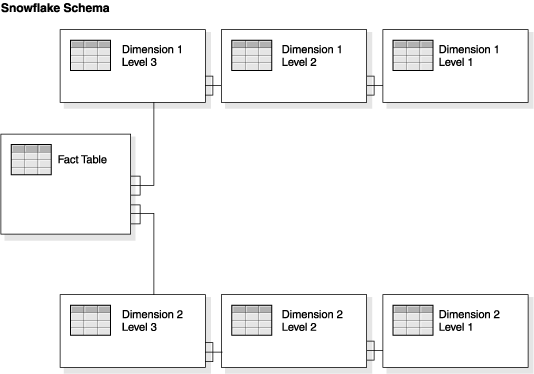 Snowflake Schema
Dimension 1
Level 3
Dimension 1
Level 2
Dimension 1
Level 1
Fact Table
Dimension 2
Level 3
Dimension 2
Level 2
Dimension 2
Level 1